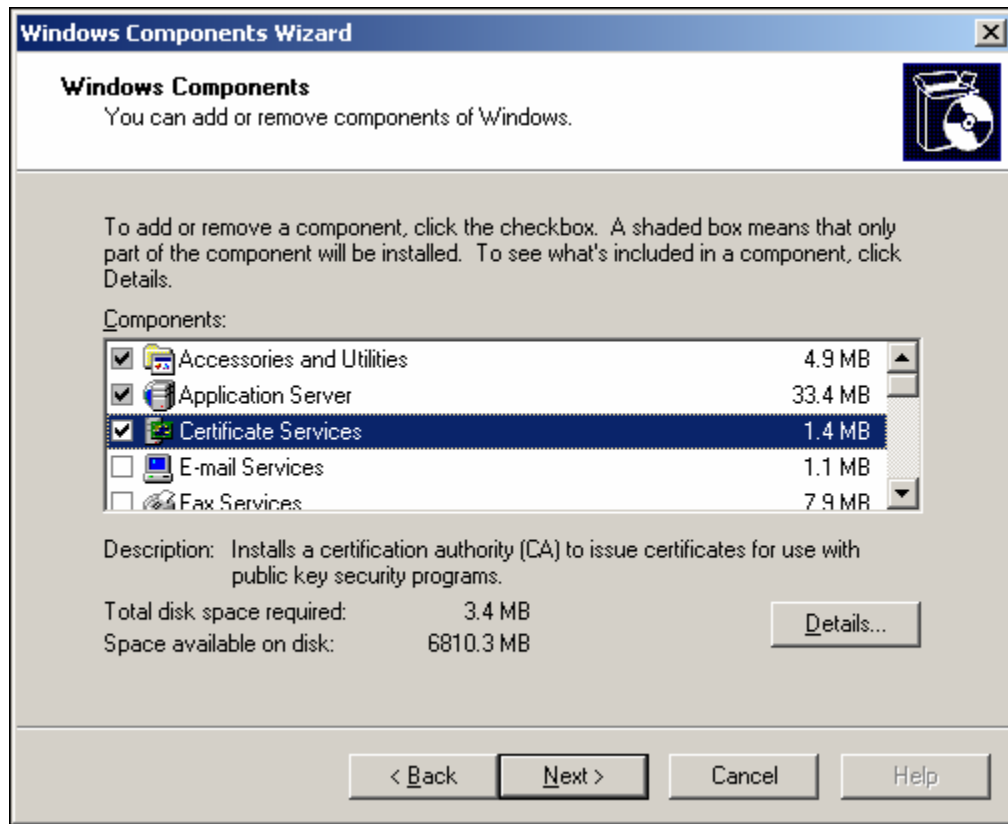 Windows Components Wizard
Windows Components
You can add or remove components of Windows.
To add or remove a component, click the checkbox. A shaded box means that only
part of the component will be installed. To see what's included in a component, click
Details.
Components:
Accessories and Utilities 4.9 MB
Application Server 33.4 MB
Certificate Services 1.4 MB
E-mail Services 1.1 MB
Fax Services 7.9 MB
Description: Installs a certification authority (CA) to issue certificates for use with
public key security programs.
Total disk space required: 3.4 MB
Space available on disk: 6810.3 MB
Details...
< Back Next > Cancel Help